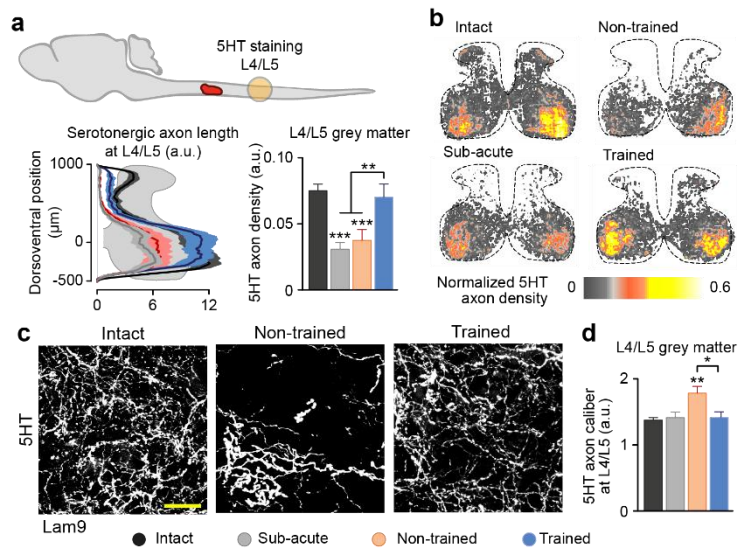 a
5HT staining
L4/L5
Serotonergic axon length
at L4/L5 (a.u.)
Dorsoventral position
(µm)
1000
0
-500
0
6
12
L4/L5 grey matter
5HT axon density (a.u.)
0.10
0.05
0
***
***
**
b
Intact
Non-trained
Sub-acute
Trained
Normalized 5HT
axon density
0
0.6
c
Intact
Non-trained
Trained
5HT
Lam9
d
L4/L5 grey matter
5HT axon caliber
at L4/L5 (a.u.)
2
1
0
**
*
Intact
Sub-acute
Non-trained
Trained